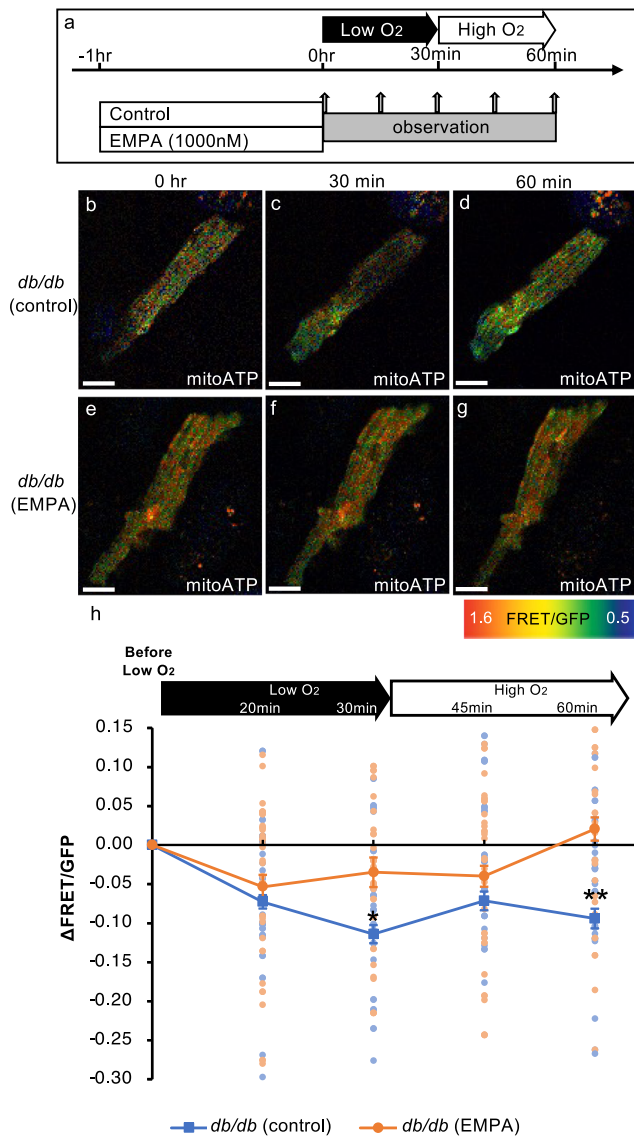 a
Low O2 High O2
-1hr 0hr 30min 60min
Control
EMPA (1000nM)
observation
0 hr 30 min 60 min
db/db
(control)
b
mitoATP
c
mitoATP
d
mitoATP
db/db
(EMPA)
e
mitoATP
f
mitoATP
g
mitoATP
1.6 FRET/GFP 0.5
h
Before
Low O2
Low O2 High O2
20min 30min 45min 60min
0.15
0.10
0.05
0.00
-0.05
-0.10
-0.15
-0.20
-0.25
-0.30
ΔFRET/GFP
*
**
db/db (control) db/db (EMPA)